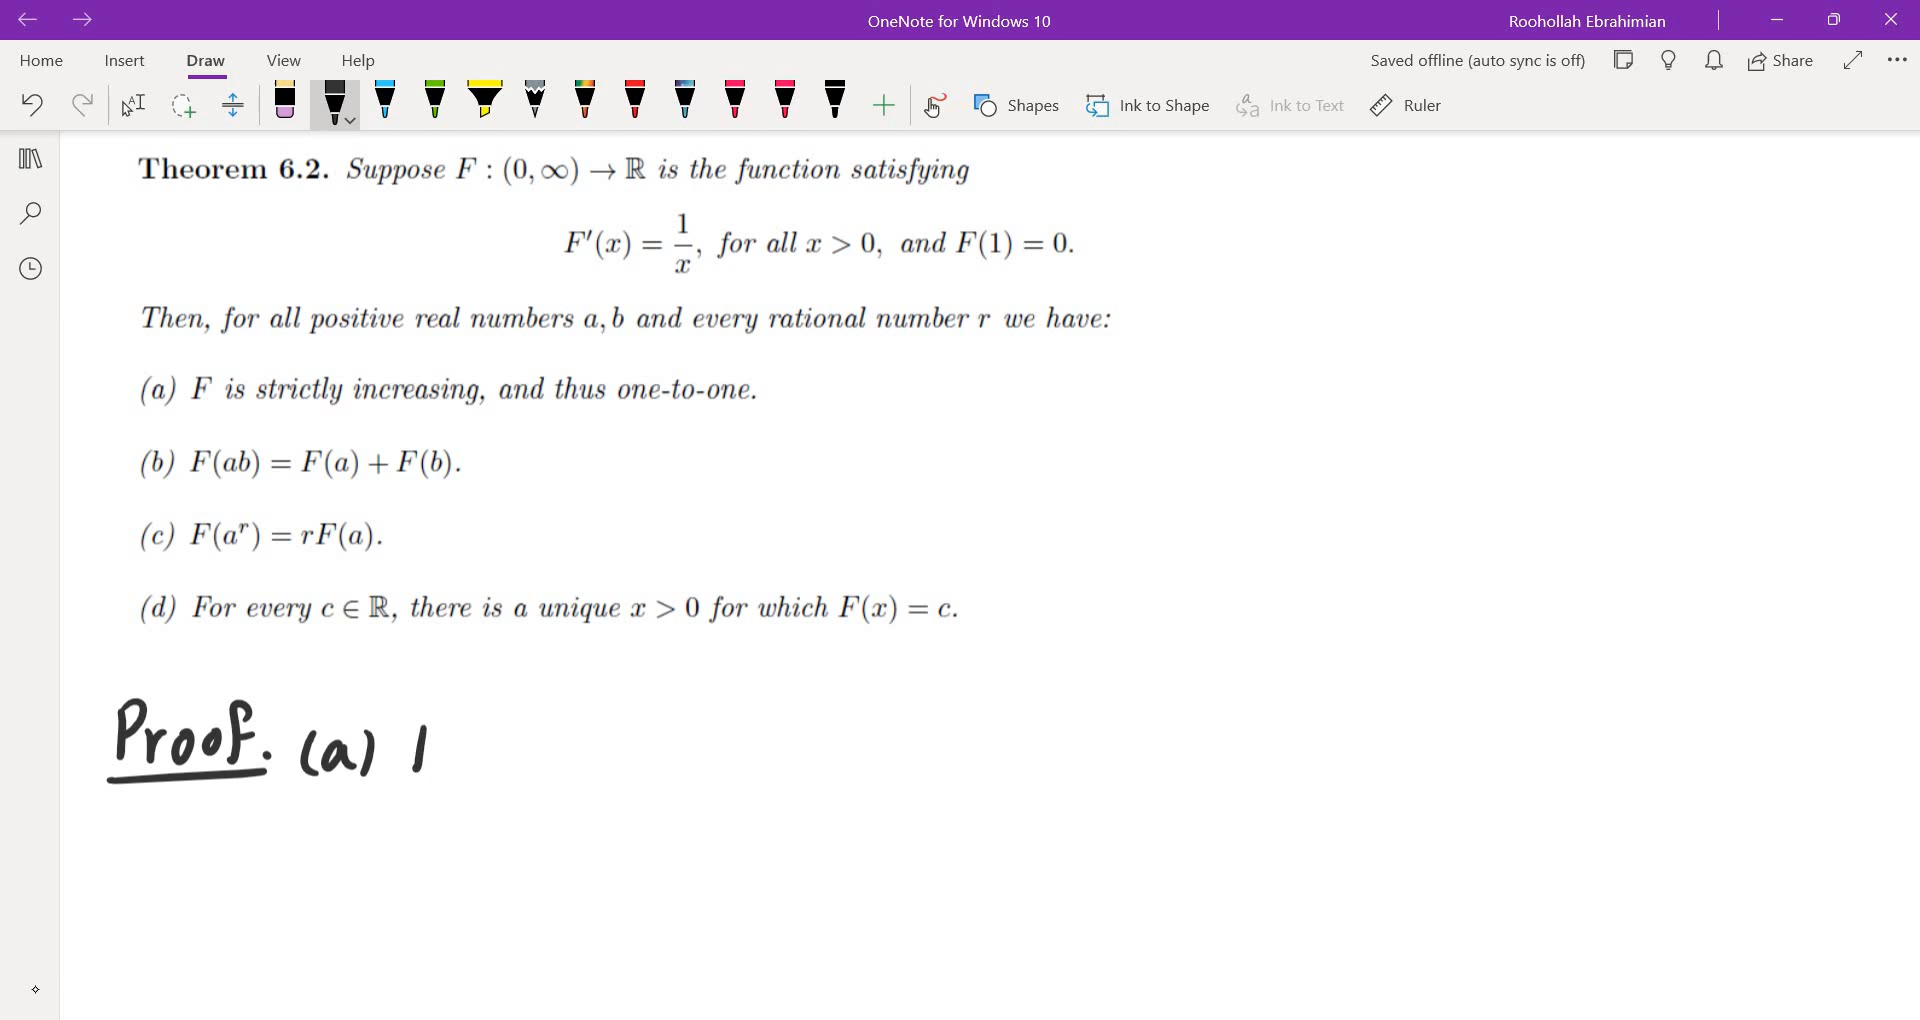 OneNote for Windows 10
Roohollah Ebrahimian
Home Insert Draw View Help
Saved offline (auto sync is off) Share
Shapes Ink to Shape Ink to Text Ruler
Theorem 6.2. Suppose F : (0, ∞) → ℝ is the function satisfying
F′(x) = 1/x, for all x > 0, and F(1) = 0.
Then, for all positive real numbers a, b and every rational number r we have:
(a) F is strictly increasing, and thus one-to-one.
(b) F(ab) = F(a) + F(b).
(c) F(aʳ) = rF(a).
(d) For every c ∈ ℝ, there is a unique x > 0 for which F(x) = c.
Proof. (a)